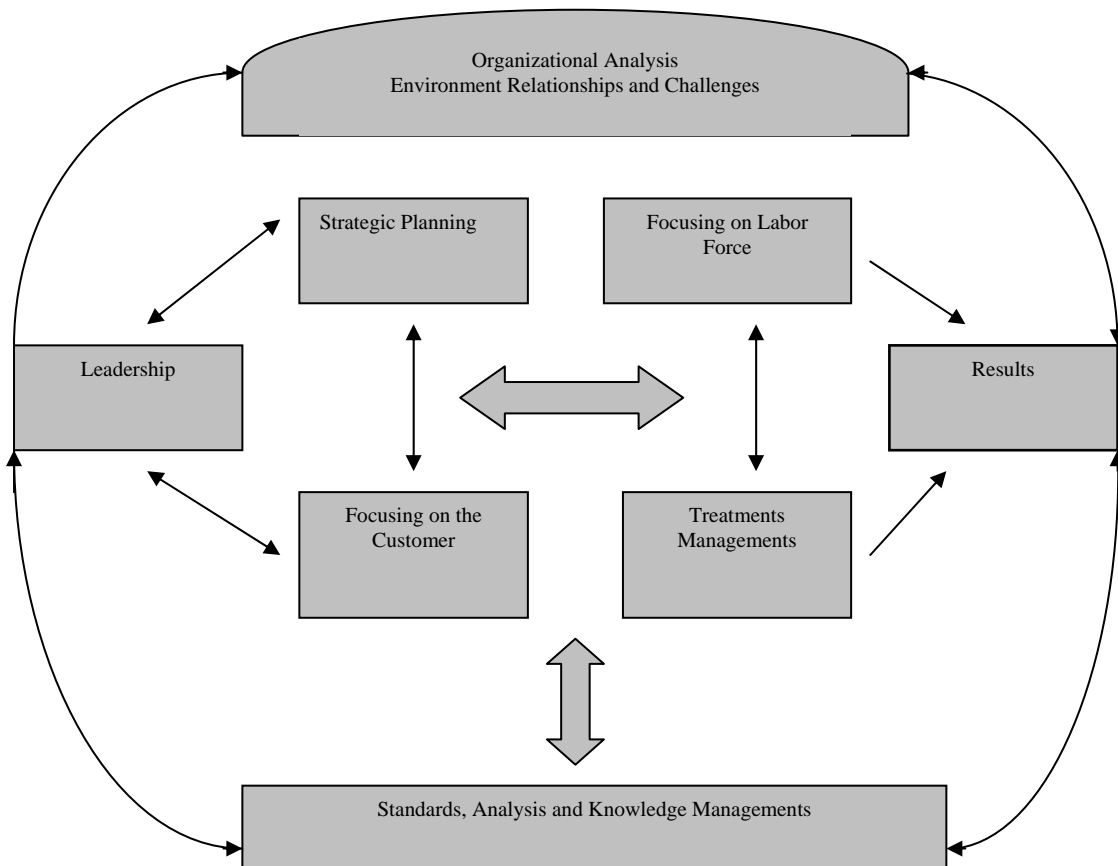 Organizational Analysis
Environment Relationships and Challenges
Strategic Planning
Focusing on Labor
Force
Leadership
Results
Focusing on the
Customer
Treatments
Managements
Standards, Analysis and Knowledge Managements